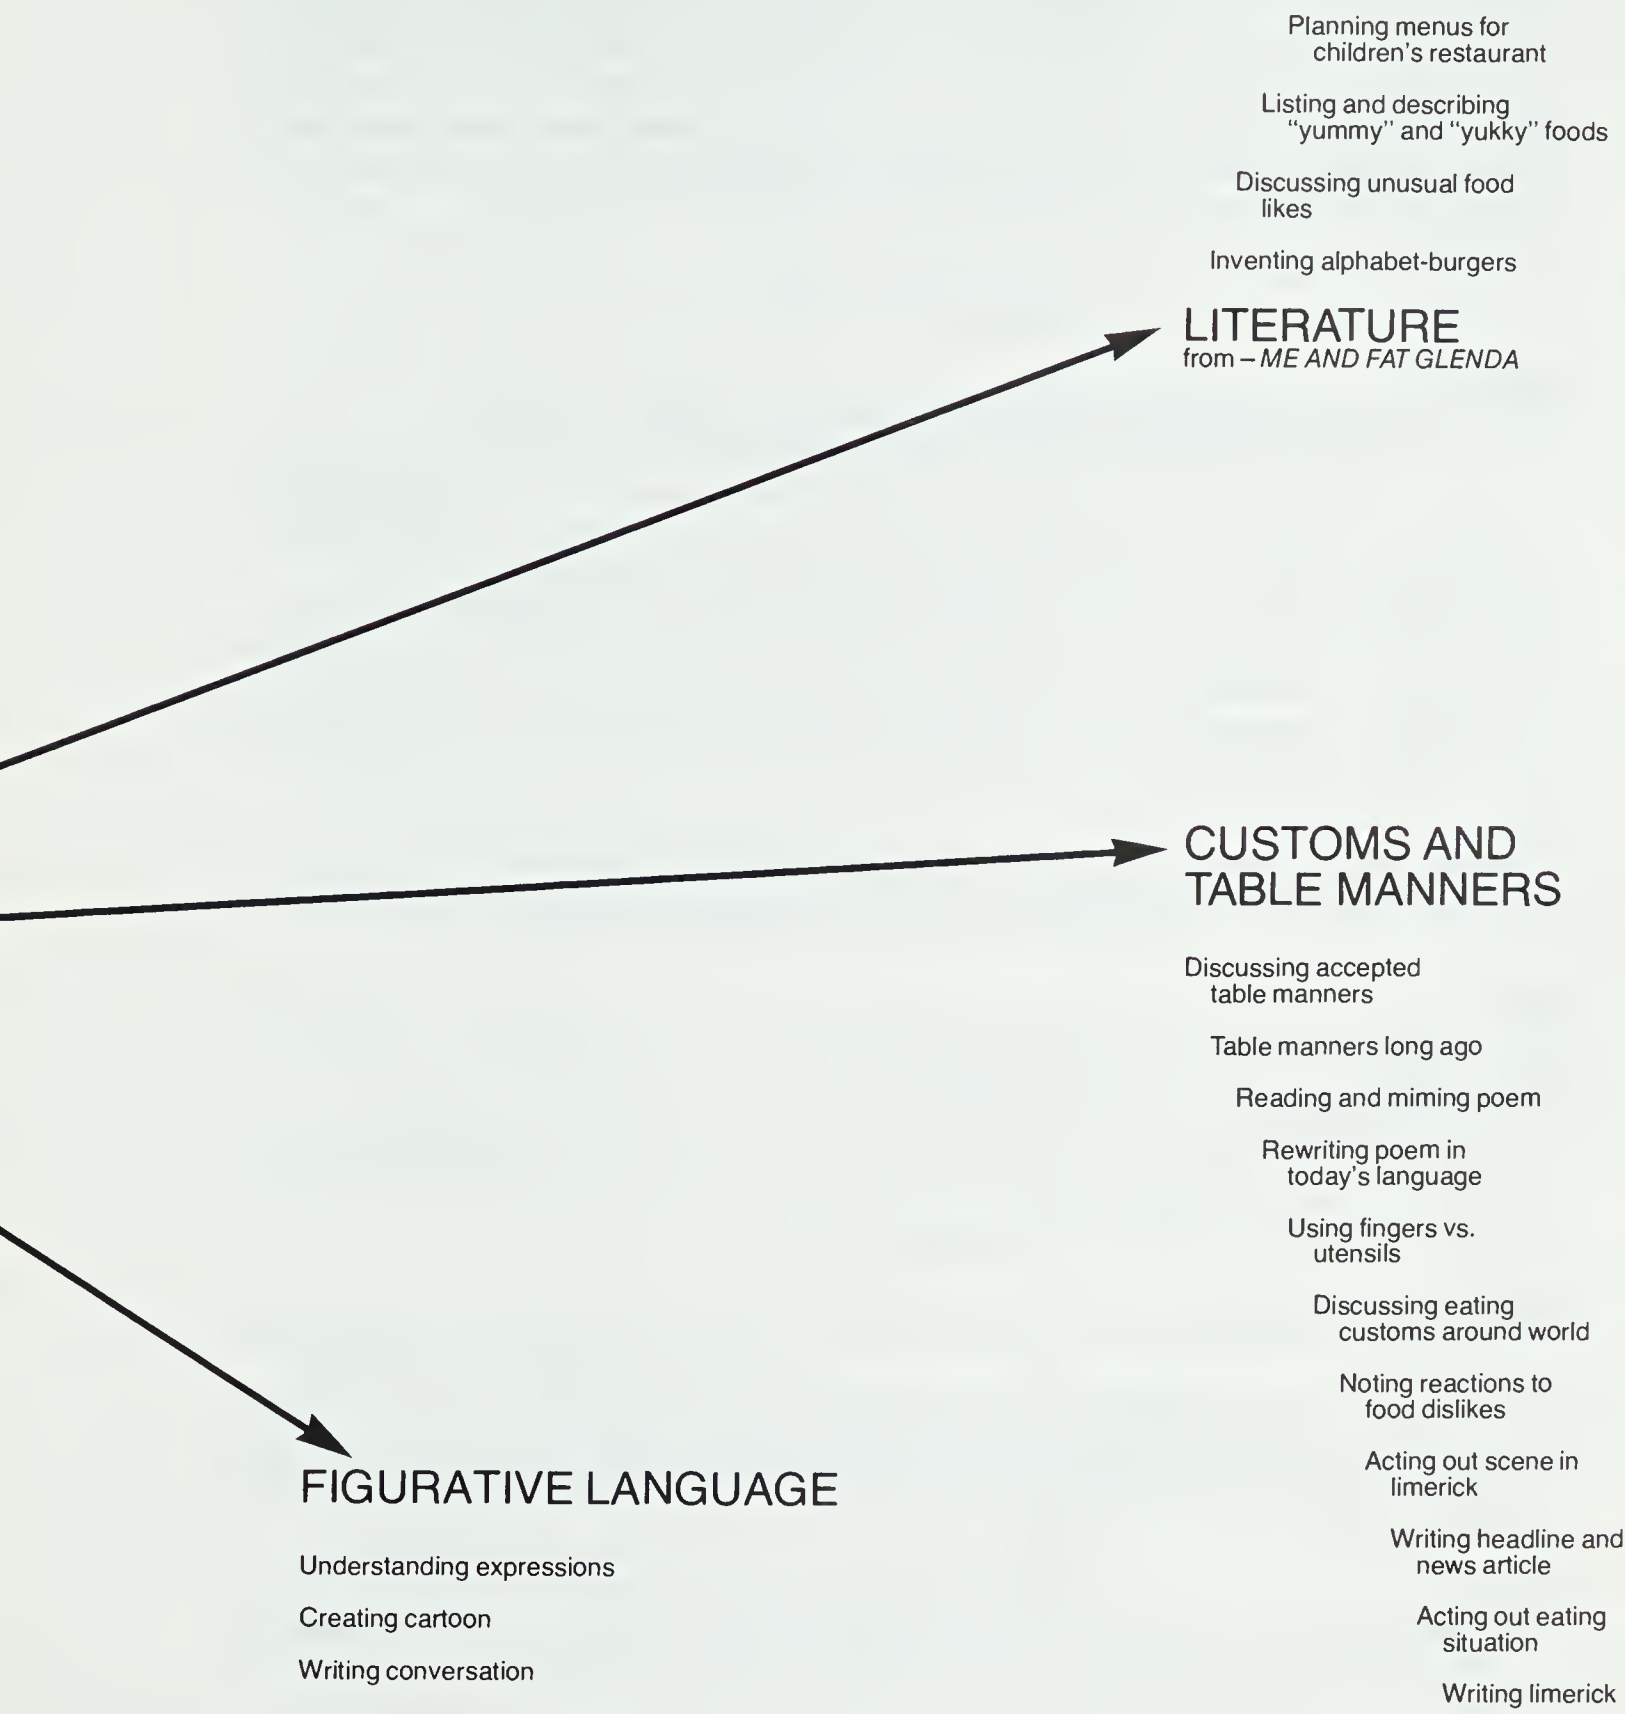 Planning menus for
children's restaurant
Listing and describing
“yummy” and “yukky” foods
Discussing unusual food
likes
Inventing alphabet-burgers
LITERATURE
from – ME AND FAT GLENDA
CUSTOMS AND
TABLE MANNERS
Discussing accepted
table manners
Table manners long ago
Reading and miming poem
Rewriting poem in
today's language
Using fingers vs.
utensils
Discussing eating
customs around world
Noting reactions to
food dislikes
Acting out scene in
limerick
Writing headline and
news article
Acting out eating
situation
Writing limerick
FIGURATIVE LANGUAGE
Understanding expressions
Creating cartoon
Writing conversation